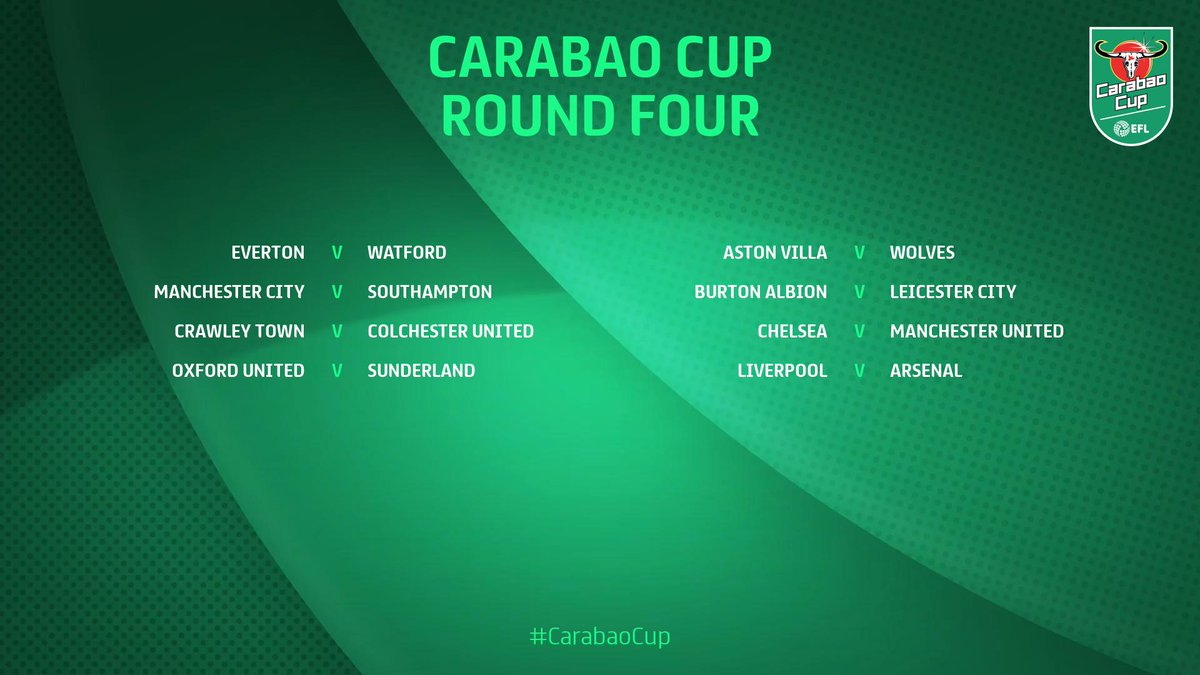 CARABAO CUP
ROUND FOUR
Carabao
Cup
EFL
EVERTON V WATFORD
MANCHESTER CITY V SOUTHAMPTON
CRAWLEY TOWN V COLCHESTER UNITED
OXFORD UNITED V SUNDERLAND
ASTON VILLA V WOLVES
BURTON ALBION V LEICESTER CITY
CHELSEA V MANCHESTER UNITED
LIVERPOOL V ARSENAL
#CarabaoCup